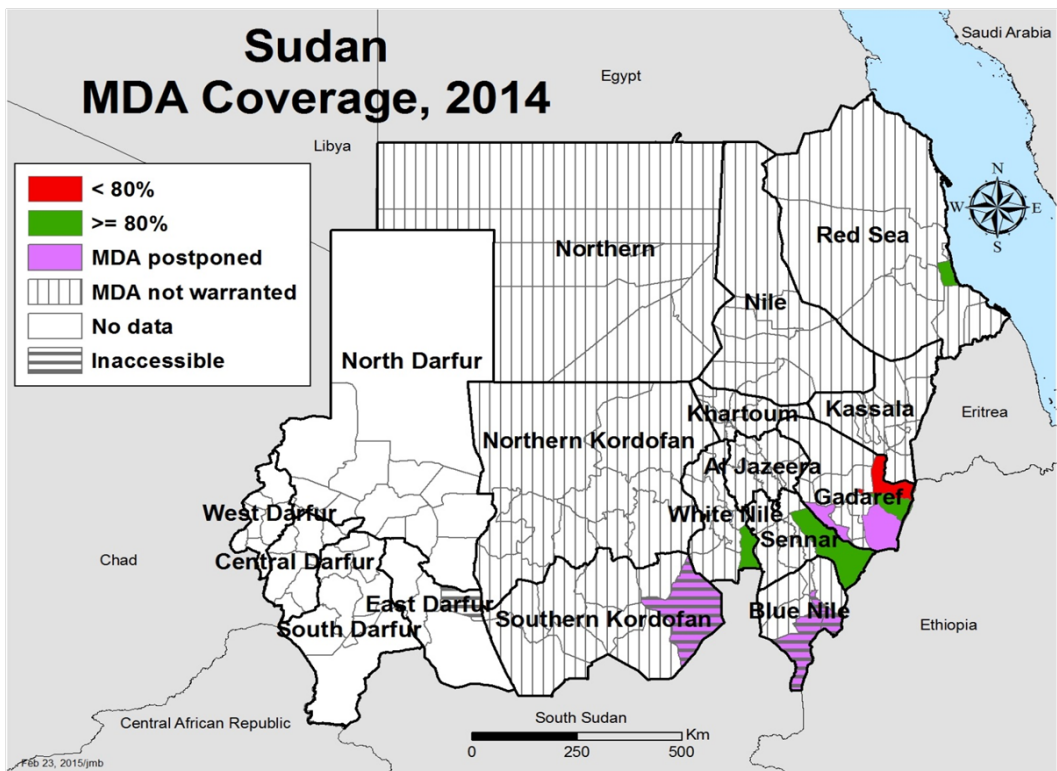 Sudan
MDA Coverage, 2014
Saudi Arabia
Egypt
Libya
< 80%
>= 80%
MDA postponed
MDA not warranted
No data
Inaccessible
N
W E
S
Red Sea
Northern
Nile
North Darfur
Khartoum
Kassala
Eritrea
Northern Kordofan
Al Jazeera
Gadaref
West Darfur
White Nile
Sennar
Chad
Central Darfur
East Darfur
Southern Kordofan
Blue Nile
South Darfur
Ethiopia
Central African Republic
South Sudan
Km
0 250 500
Feb 23, 2015/jmb